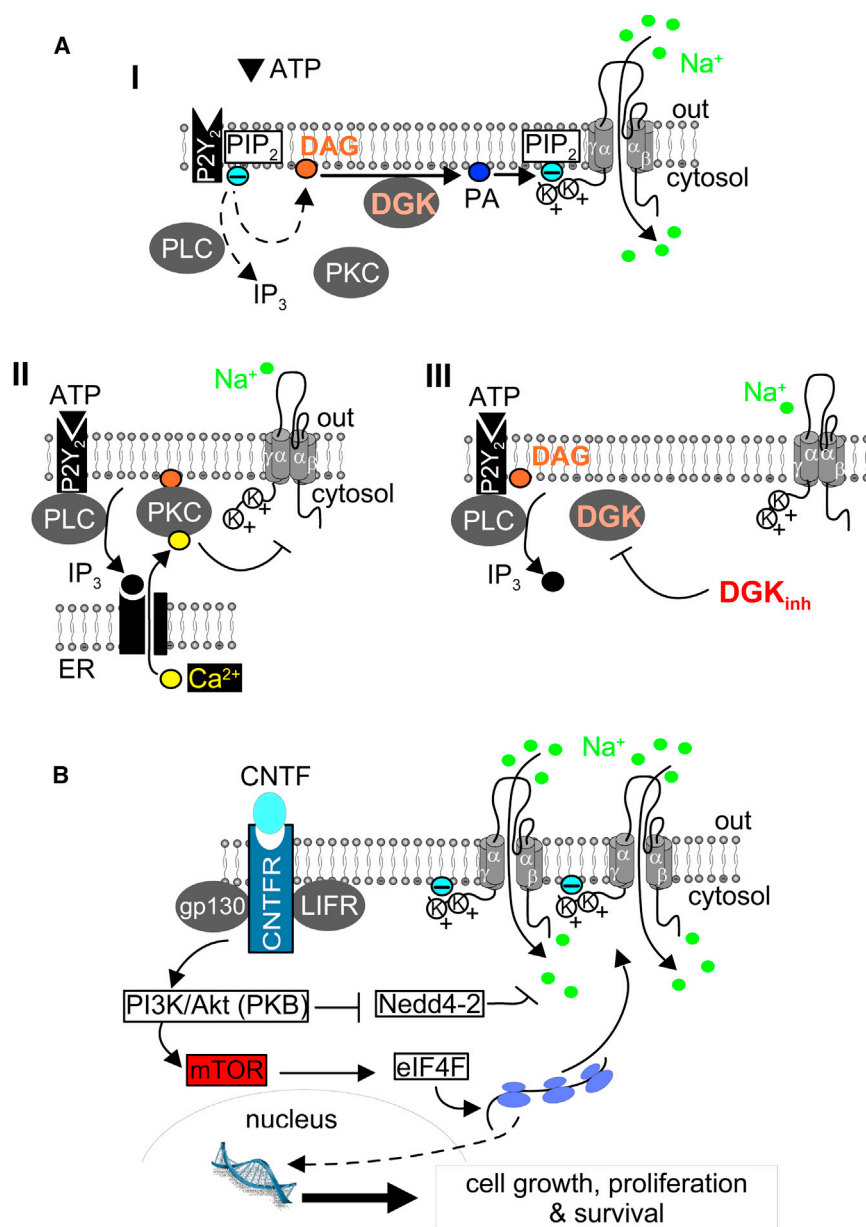 A
I
ATP
Na+
out
P2Y2
PIP2
DAG
PIP2
γ α
α β
cytosol
DGK
PA
K K
+ +
PLC
PKC
IP3
II
ATP
Na+
out
P2Y2
γ α α β
cytosol
PLC
PKC
K K
+ +
IP3
ER
Ca2+
III
ATP
Na+
out
P2Y2
DAG
γ α α β
cytosol
PLC
DGK
K K
+ +
IP3
DGKinh
B
CNTF
Na+
out
α
γ
α
β
α
γ
α
β
cytosol
gp130
CNTFR
LIFR
K K
+ +
K K
+ +
PI3K/Akt (PKB)
Nedd4-2
mTOR
eIF4F
nucleus
cell growth, proliferation
& survival